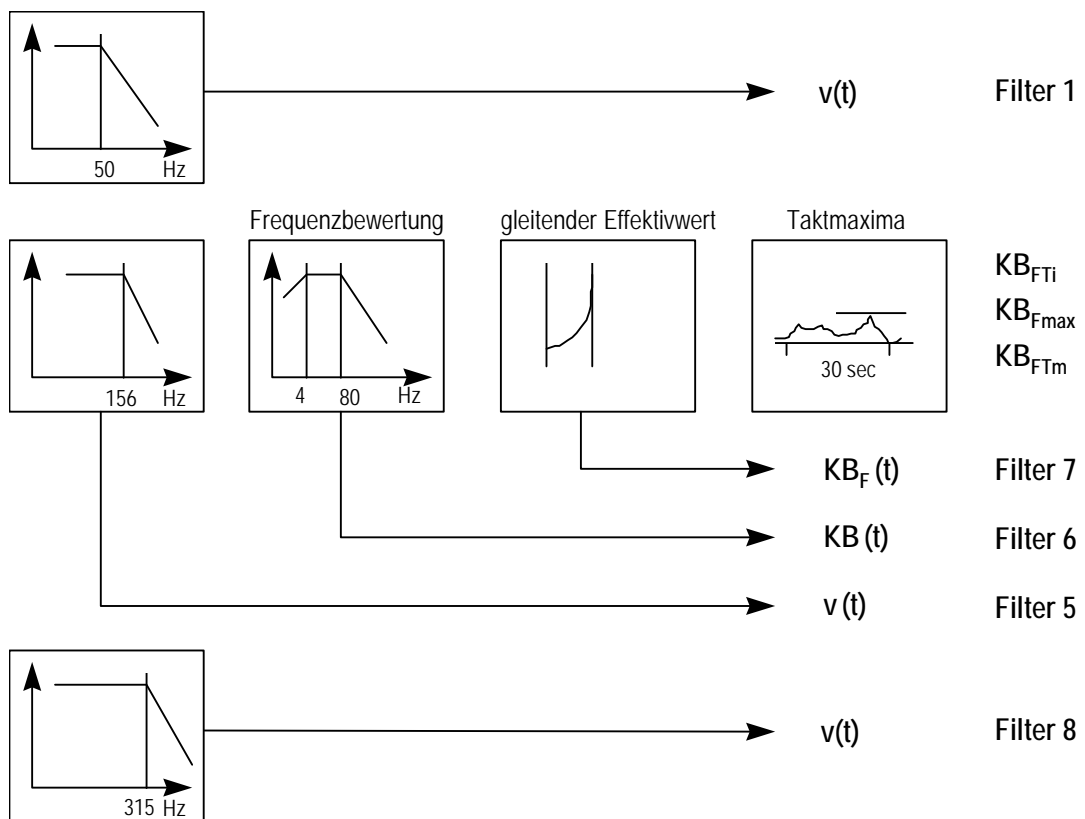 50 Hz
v(t) Filter 1
Frequenzbewertung gleitender Effektivwert Taktmaxima
156 Hz
4 80 Hz
30 sec
KB_FTi
KB_Fmax
KB_FTm
KB_F (t) Filter 7
KB (t) Filter 6
v (t) Filter 5
315 Hz
v(t) Filter 8